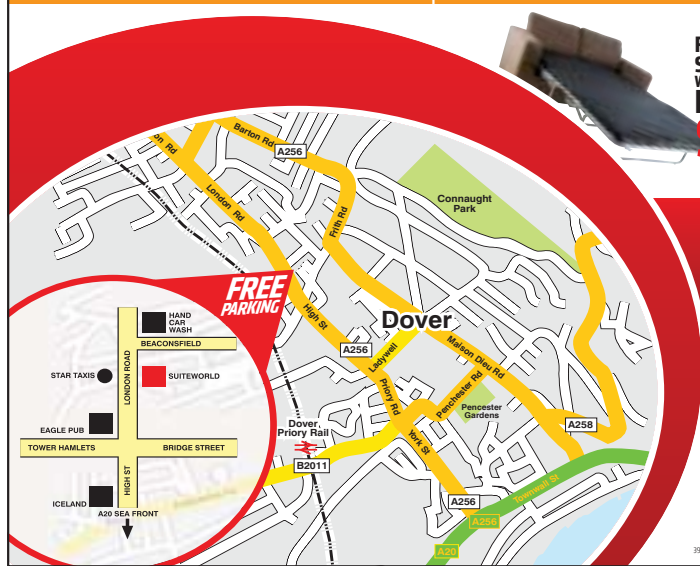 Barton Rd
A256
on Rd
London Rd
Frith Rd
Connaught
Park
FREE
PARKING
High St
Dover
A256
Ladywell
Maison Dieu Rd
Priory Rd
Penchester Rd
Pencester
Gardens
York St
A258
Dover
Priory Rail
B2011
A256
A256
Townwall St
A20
HAND
CAR
WASH
BEACONSFIELD
LONDON ROAD
STAR TAXIS
SUITEWORLD
EAGLE PUB
TOWER HAMLETS
BRIDGE STREET
HIGH ST
ICELAND
A20 SEA FRONT
39